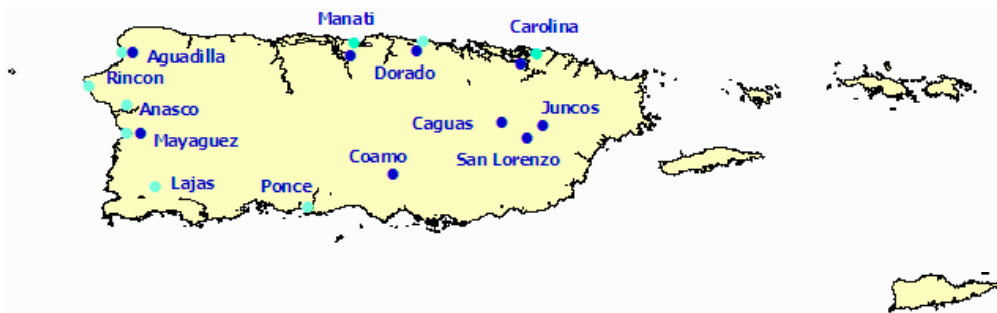 Manati
Carolina
Aguadilla
Dorado
Rincon
Anasco
Juncos
Caguas
Mayaguez
Coamo
San Lorenzo
Lajas
Ponce